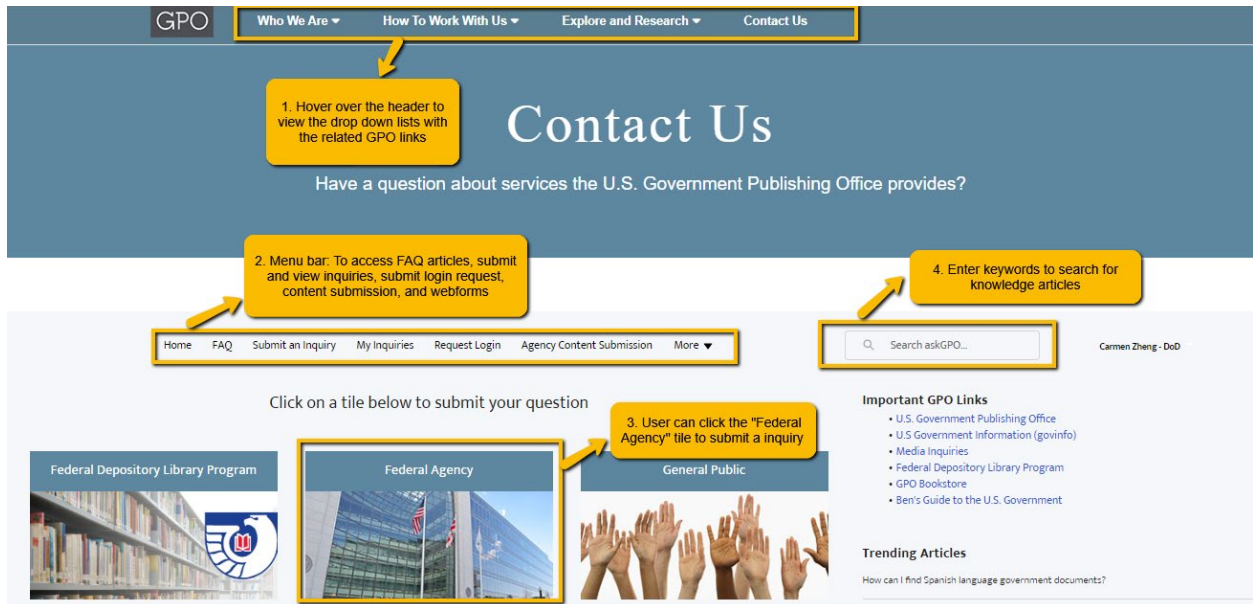 GPO
Who We Are ▾
How To Work With Us ▾
Explore and Research ▾
Contact Us
1. Hover over the header to
view the drop down lists with
the related GPO links
Contact Us
Have a question about services the U.S. Government Publishing Office provides?
2. Menu bar: To access FAQ articles, submit
and view inquiries, submit login request,
content submission, and webforms
4. Enter keywords to search for
knowledge articles
Home
FAQ
Submit an Inquiry
My Inquiries
Request Login
Agency Content Submission
More ▼
Search askGPO...
Carmen Zheng - DoD
Click on a tile below to submit your question
3. User can click the "Federal
Agency" tile to submit a inquiry
Federal Depository Library Program
Federal Agency
General Public
Important GPO Links
• U.S. Government Publishing Office
• U.S Government Information (govinfo)
• Media Inquiries
• Federal Depository Library Program
• GPO Bookstore
• Ben's Guide to the U.S. Government
Trending Articles
How can I find Spanish language government documents?